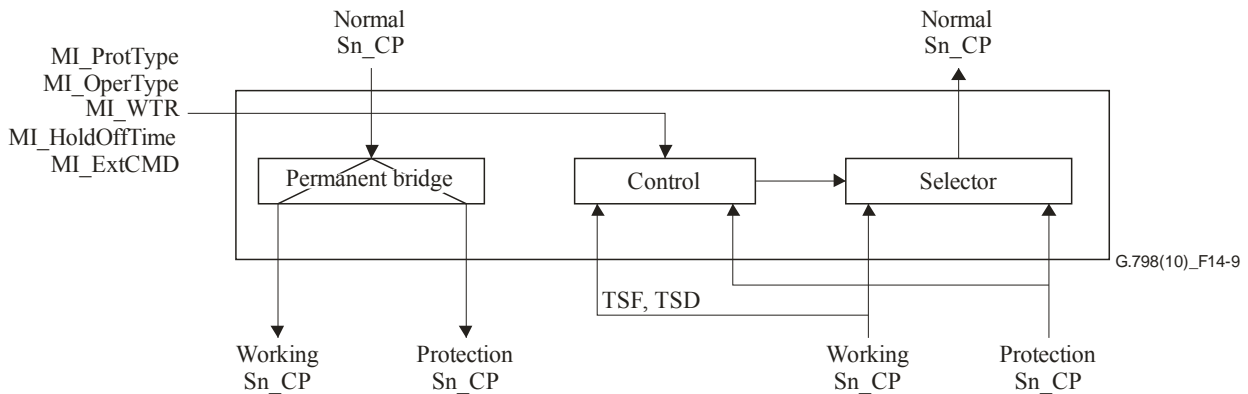 Normal
Sn_CP
Normal
Sn_CP
MI_ProtType
MI_OperType
MI_WTR
MI_HoldOffTime
MI_ExtCMD
Permanent bridge
Control
Selector
G.798(10)_F14-9
TSF, TSD
Working
Sn_CP
Protection
Sn_CP
Working
Sn_CP
Protection
Sn_CP